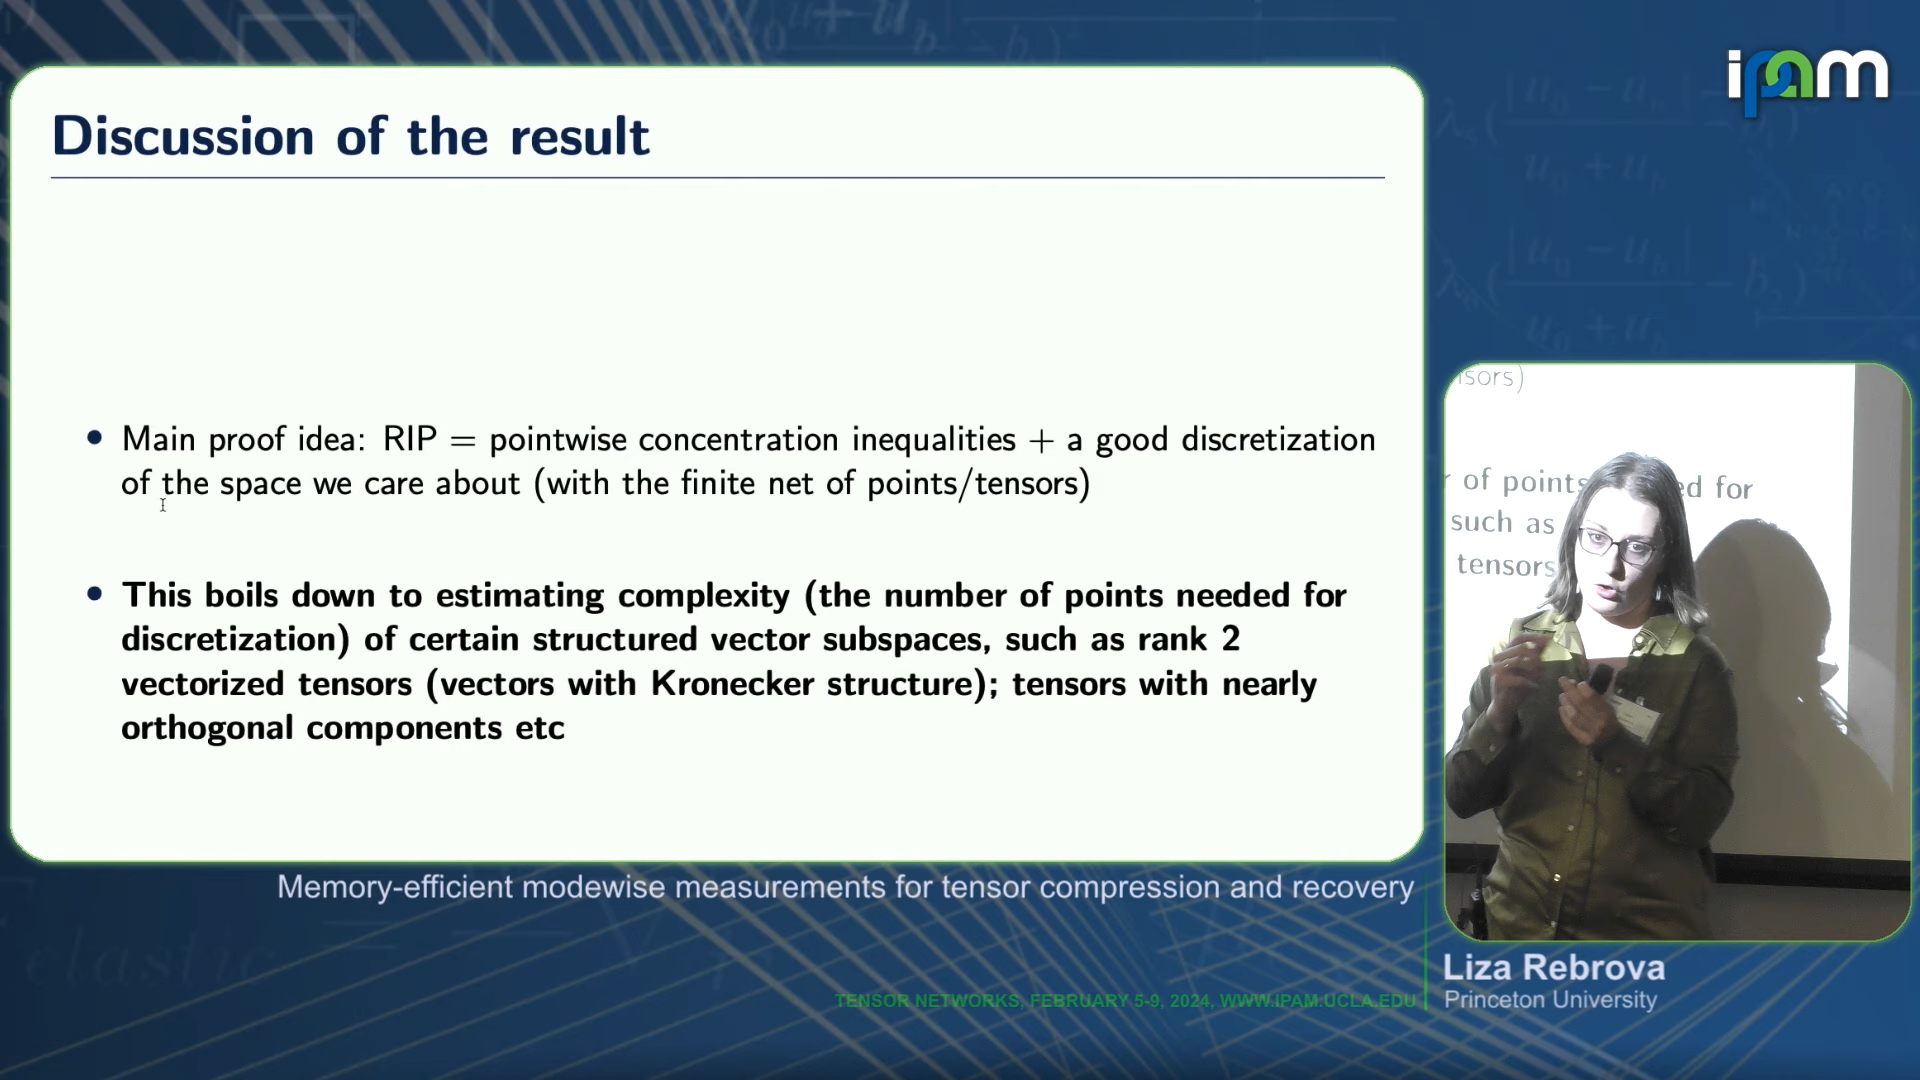 ipam
Discussion of the result
• Main proof idea: RIP = pointwise concentration inequalities + a good discretization
of the space we care about (with the finite net of points/tensors)
• This boils down to estimating complexity (the number of points needed for
discretization) of certain structured vector subspaces, such as rank 2
vectorized tensors (vectors with Kronecker structure); tensors with nearly
orthogonal components etc
of points
ed for
such as
tensors
Memory-efficient modewise measurements for tensor compression and recovery
Liza Rebrova
Princeton University
TENSOR NETWORKS, FEBRUARY 5-9, 2024, WWW.IPAM.UCLA.EDU